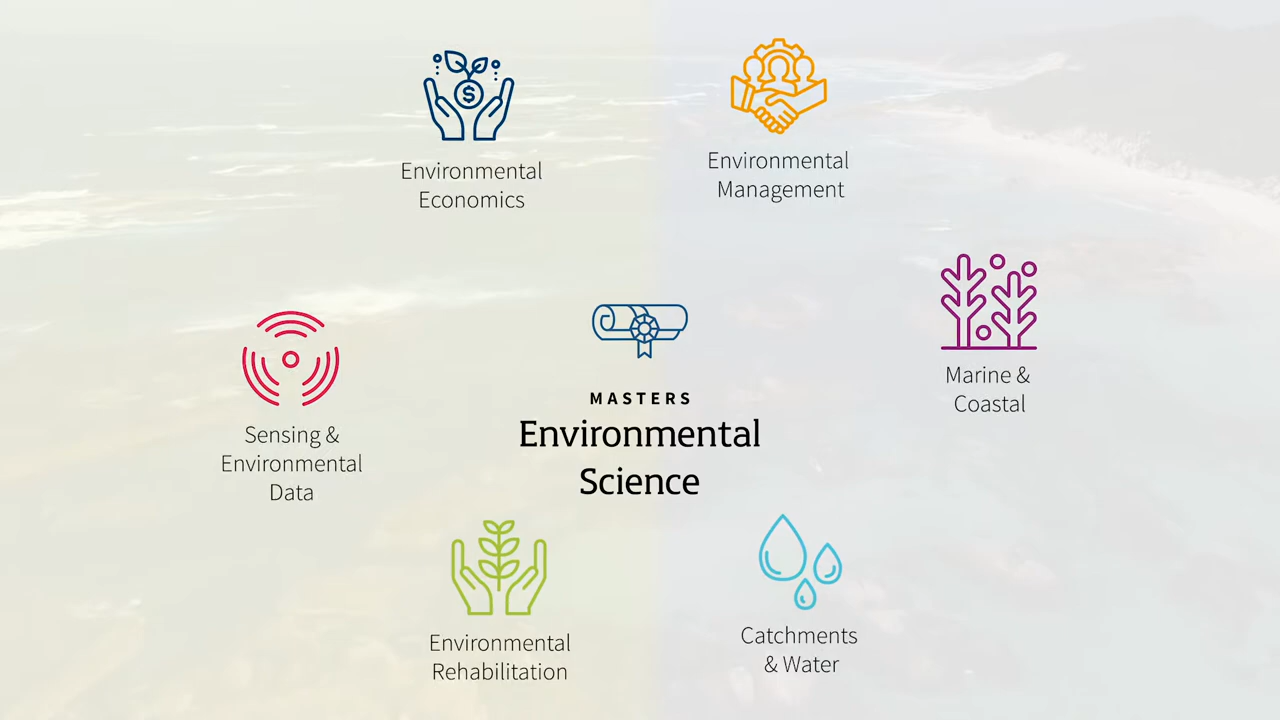 Environmental
Economics
Environmental
Management
Marine &
Coastal
Sensing &
Environmental
Data
MASTERS
Environmental
Science
Environmental
Rehabilitation
Catchments
& Water